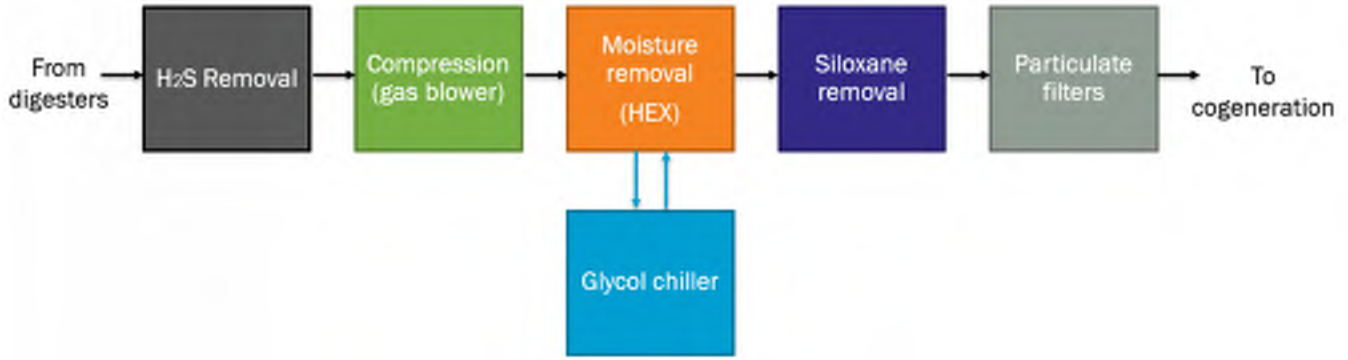 From
digesters
H2S Removal
Compression
(gas blower)
Moisture
removal
(HEX)
Siloxane
removal
Particulate
filters
To
cogeneration
Glycol chiller